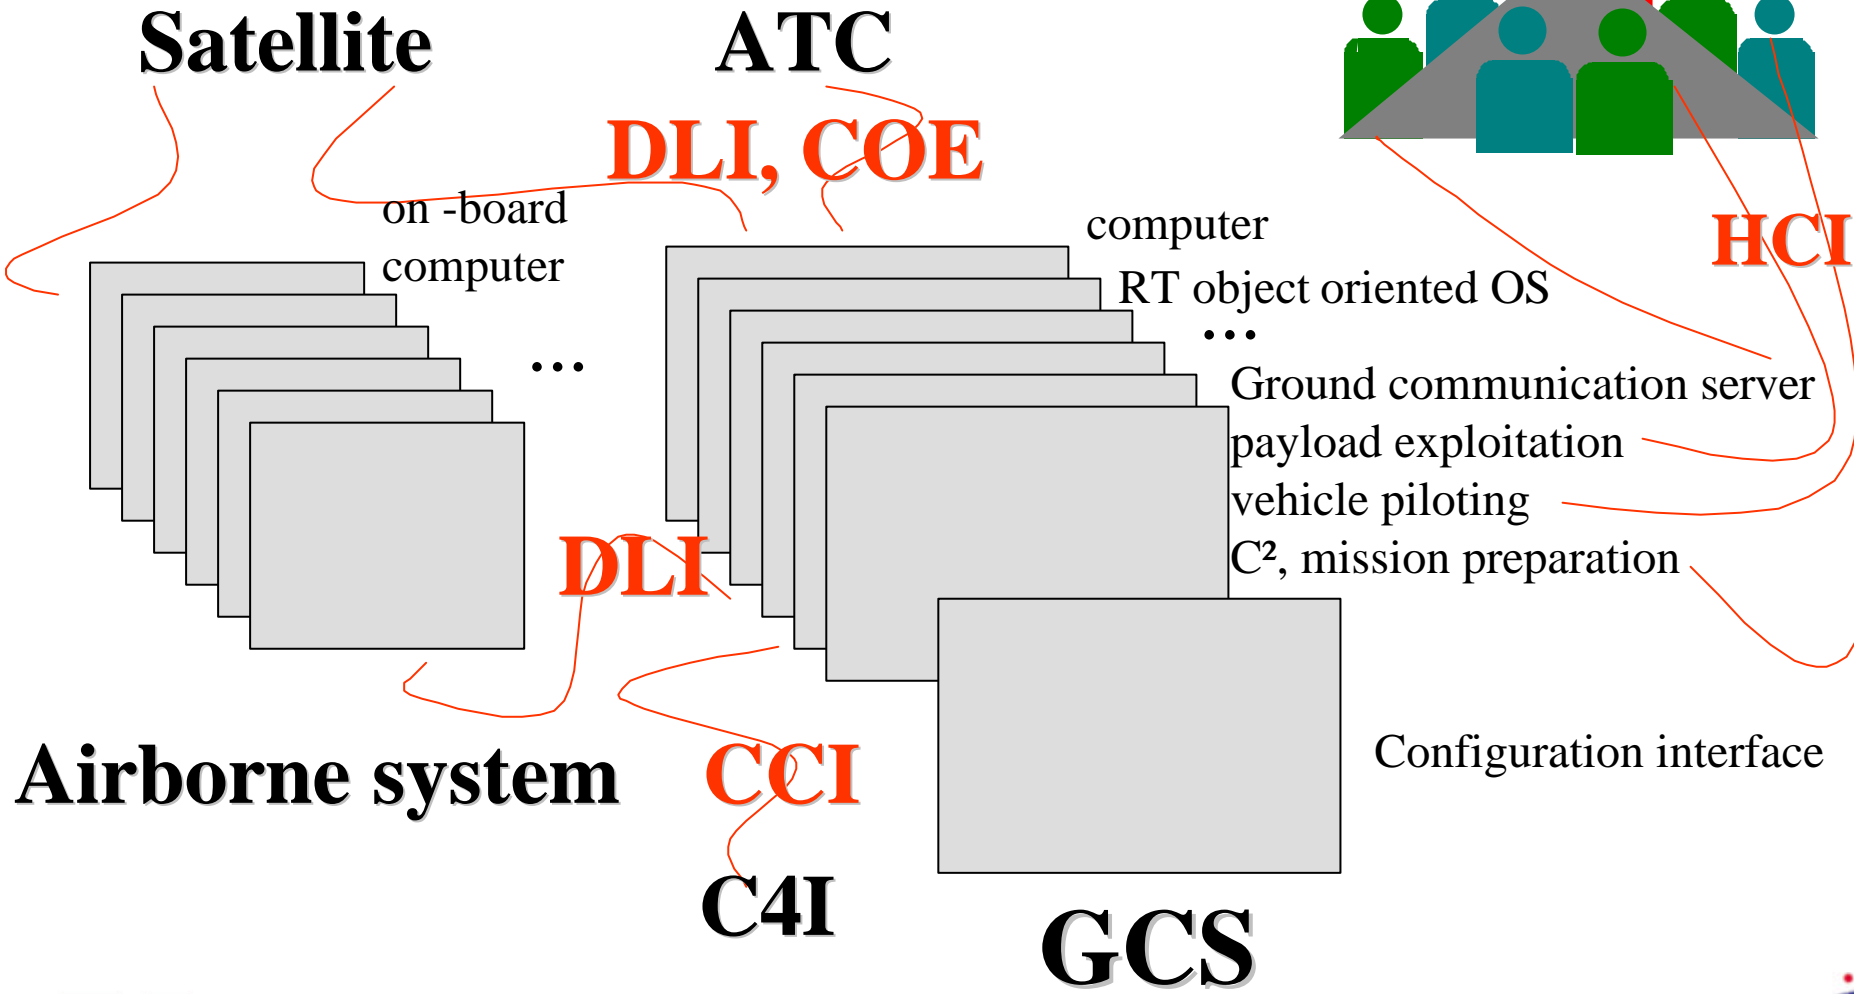 Satellite
ATC
DLI, COE
on -board
computer
computer
HCI
RT object oriented OS
...
...
Ground communication server
payload exploitation
vehicle piloting
C², mission preparation
DLI
Airborne system
CCI
Configuration interface
C4I
GCS